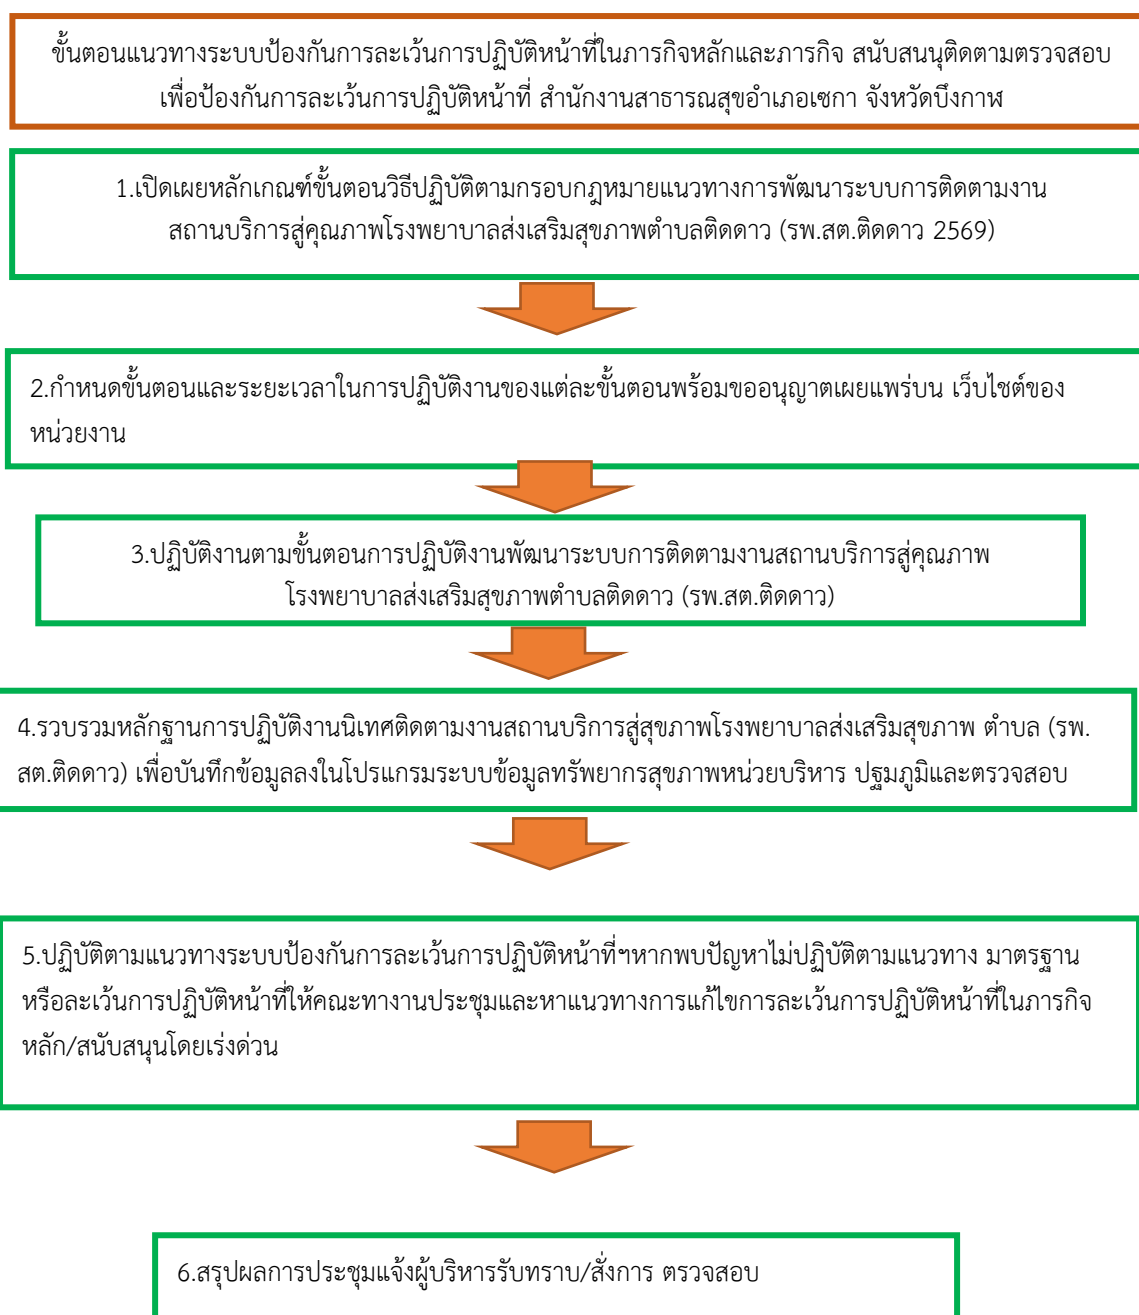 ขั้นตอนแนวทางระบบป้องกันการละเว้นการปฏิบัติหน้าที่ในภารกิจหลักและภารกิจ สนับสนนุติดตามตรวจสอบ
เพื่อป้องกันการละเว้นการปฏิบัติหน้าที่ สำนักงานสาธารณสุขอำเภอเซกา จังหวัดบึงกาฬ
1.เปิดเผยหลักเกณฑ์ขั้นตอนวิธีปฏิบัติตามกรอบกฎหมายแนวทางการพัฒนาระบบการติดตามงาน
สถานบริการสู่คุณภาพโรงพยาบาลส่งเสริมสุขภาพตำบลติดดาว (รพ.สต.ติดดาว 2569)
2.กำหนดขั้นตอนและระยะเวลาในการปฏิบัติงานของแต่ละขั้นตอนพร้อมขออนุญาตเผยแพร่บน เว็บไซต์ของ
หน่วยงาน
3.ปฏิบัติงานตามขั้นตอนการปฏิบัติงานพัฒนาระบบการติดตามงานสถานบริการสู่คุณภาพ
โรงพยาบาลส่งเสริมสุขภาพตำบลติดดาว (รพ.สต.ติดดาว)
4.รวบรวมหลักฐานการปฏิบัติงานนิเทศติดตามงานสถานบริการสู่สุขภาพโรงพยาบาลส่งเสริมสุขภาพ ตำบล (รพ.
สต.ติดดาว) เพื่อบันทึกข้อมูลลงในโปรแกรมระบบข้อมูลทรัพยากรสุขภาพหน่วยบริหาร ปฐมภูมิและตรวจสอบ
5.ปฏิบัติตามแนวทางระบบป้องกันการละเว้นการปฏิบัติหน้าที่ฯหากพบปัญหาไม่ปฏิบัติตามแนวทาง มาตรฐาน
หรือละเว้นการปฏิบัติหน้าที่ให้คณะทางานประชุมและหาแนวทางการแก้ไขการละเว้นการปฏิบัติหน้าที่ในภารกิจ
หลัก/สนับสนุนโดยเร่งด่วน
6.สรุปผลการประชุมแจ้งผู้บริหารรับทราบ/สั่งการ ตรวจสอบ